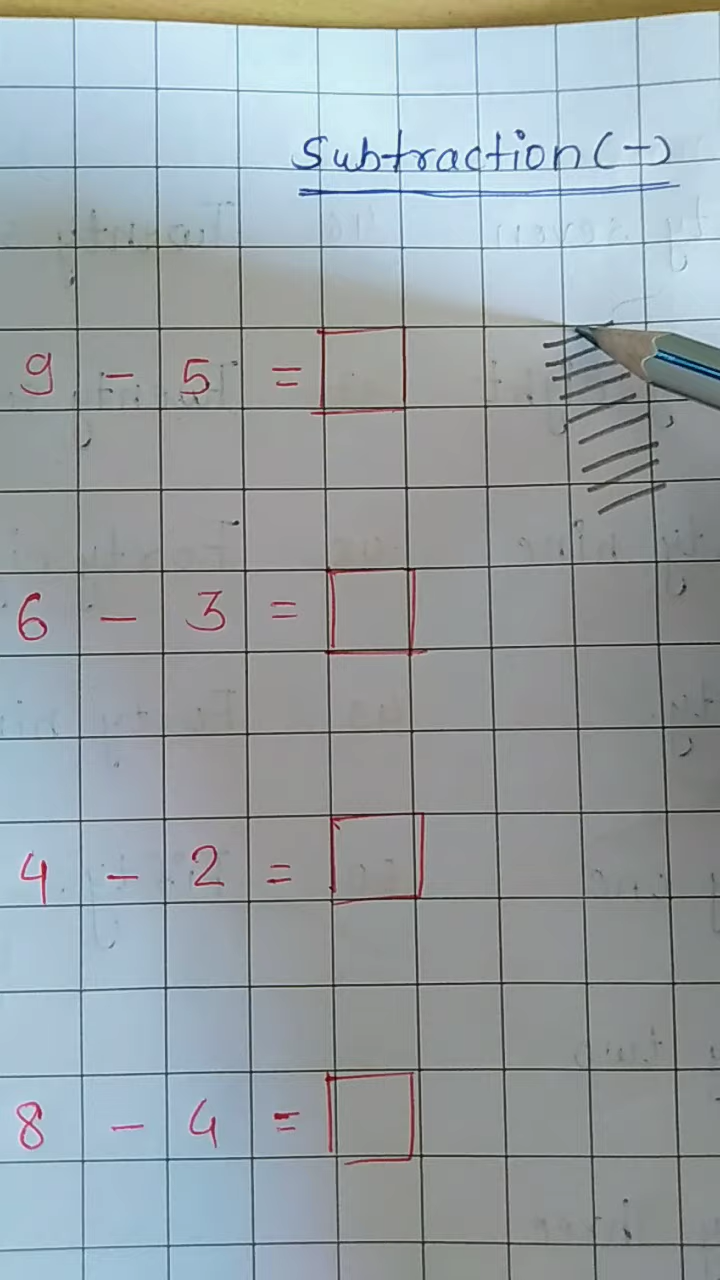 Subtraction (-)
9 - 5 =
6 - 3 =
4 - 2 =
8 - 4 =